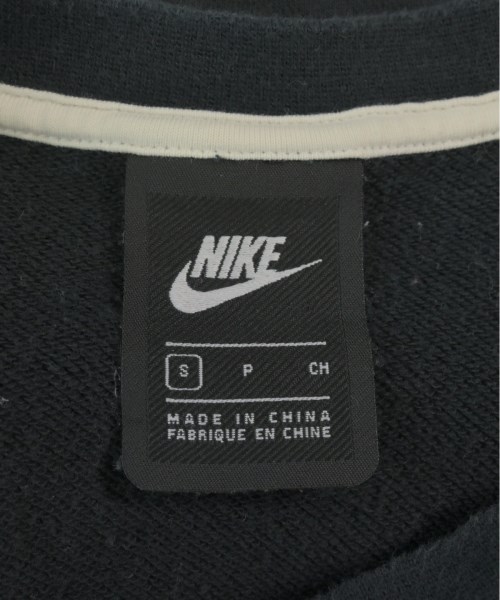 NIKE
S P CH
MADE IN CHINA
FABRIQUE EN CHINE